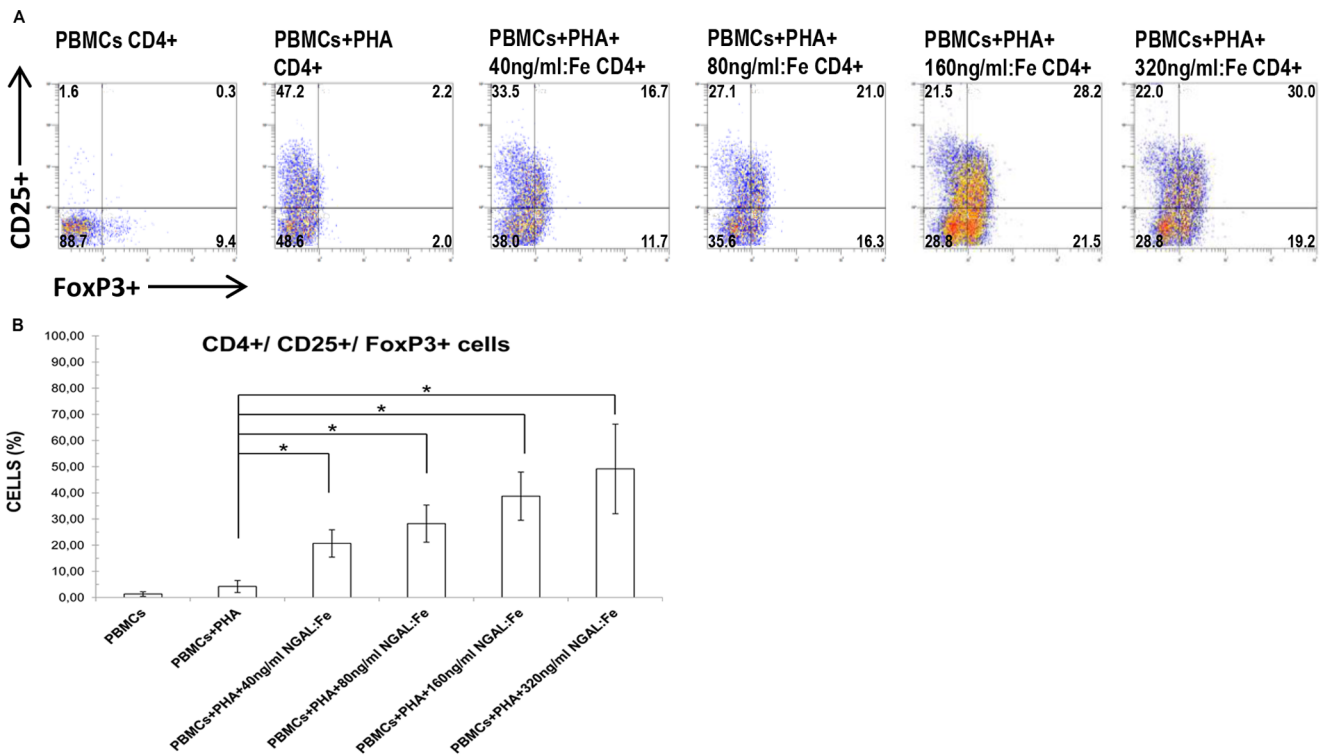 A
PBMCs CD4+
PBMCs+PHA
CD4+
PBMCs+PHA+
40ng/ml:Fe CD4+
PBMCs+PHA+
80ng/ml:Fe CD4+
PBMCs+PHA+
160ng/ml:Fe CD4+
PBMCs+PHA+
320ng/ml:Fe CD4+
CD25+
1.6 0.3
88.7 9.4
47.2 2.2
48.6 2.0
33.5 16.7
38.0 11.7
27.1 21.0
35.6 16.3
21.5 28.2
28.8 21.5
22.0 30.0
28.8 19.2
FoxP3+
B
CD4+/ CD25+/ FoxP3+ cells
CELLS (%)
100,00
90,00
80,00
70,00
60,00
50,00
40,00
30,00
20,00
10,00
0,00
*
*
*
*
PBMCs
PBMCs+PHA
PBMCs+PHA+40ng/ml NGAL:Fe
PBMCs+PHA+80ng/ml NGAL:Fe
PBMCs+PHA+160ng/ml NGAL:Fe
PBMCs+PHA+320ng/ml NGAL:Fe